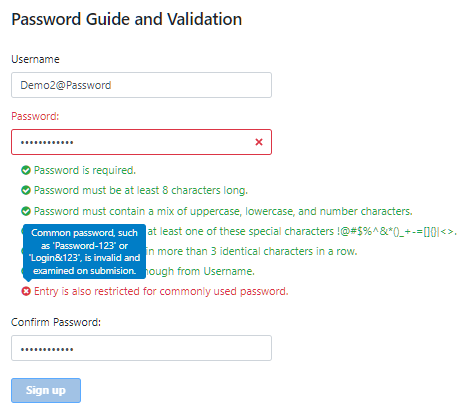 Password Guide and Validation
Username
Demo2@Password
Password:
••••••••••••
Password is required.
Password must be at least 8 characters long.
Password must contain a mix of uppercase, lowercase, and number characters.
at least one of these special characters !@#$%^&*()_+-=[]{}|<>.
in more than 3 identical characters in a row.
nough from Username.
Common password, such
as 'Password-123' or
'Login&123', is invalid and
examined on submision.
Entry is also restricted for commonly used password.
Confirm Password:
••••••••••••
Sign up